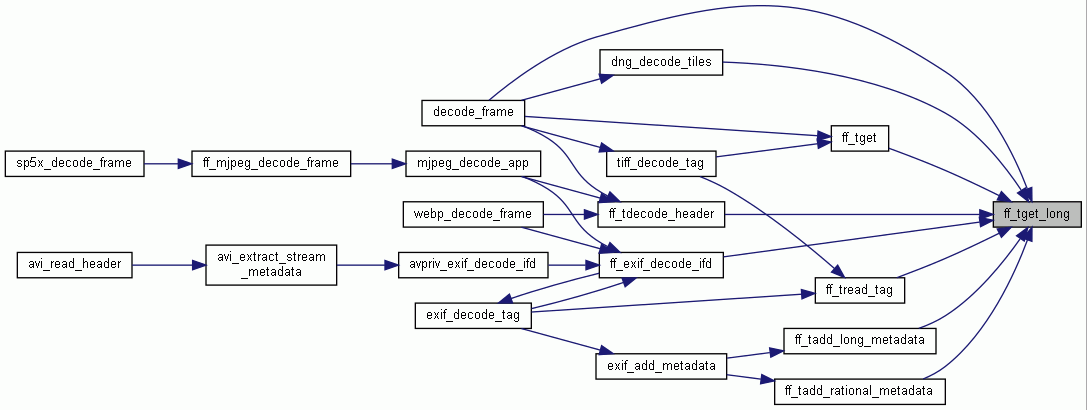 dng_decode_tiles
decode_frame
ff_tget
sp5x_decode_frame
ff_mjpeg_decode_frame
mjpeg_decode_app
tiff_decode_tag
webp_decode_frame
ff_tdecode_header
ff_tget_long
avi_read_header
avi_extract_stream
_metadata
avpriv_exif_decode_ifd
ff_exif_decode_ifd
ff_tread_tag
exif_decode_tag
ff_tadd_long_metadata
exif_add_metadata
ff_tadd_rational_metadata